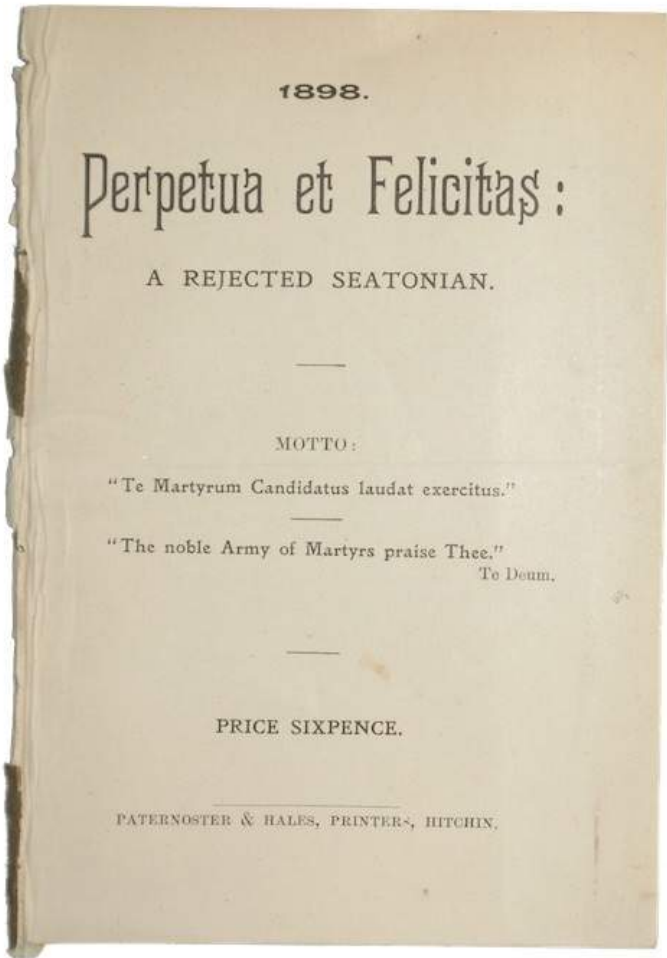 1898.
Perpetua et Felicitas:
A REJECTED SEATONIAN.
MOTTO:
"Te Martyrum Candidatus laudat exercitus."
"The noble Army of Martyrs praise Thee."
Te Deum.
PRICE SIXPENCE.
PATERNOSTER & HALES, PRINTERS, HITCHIN.